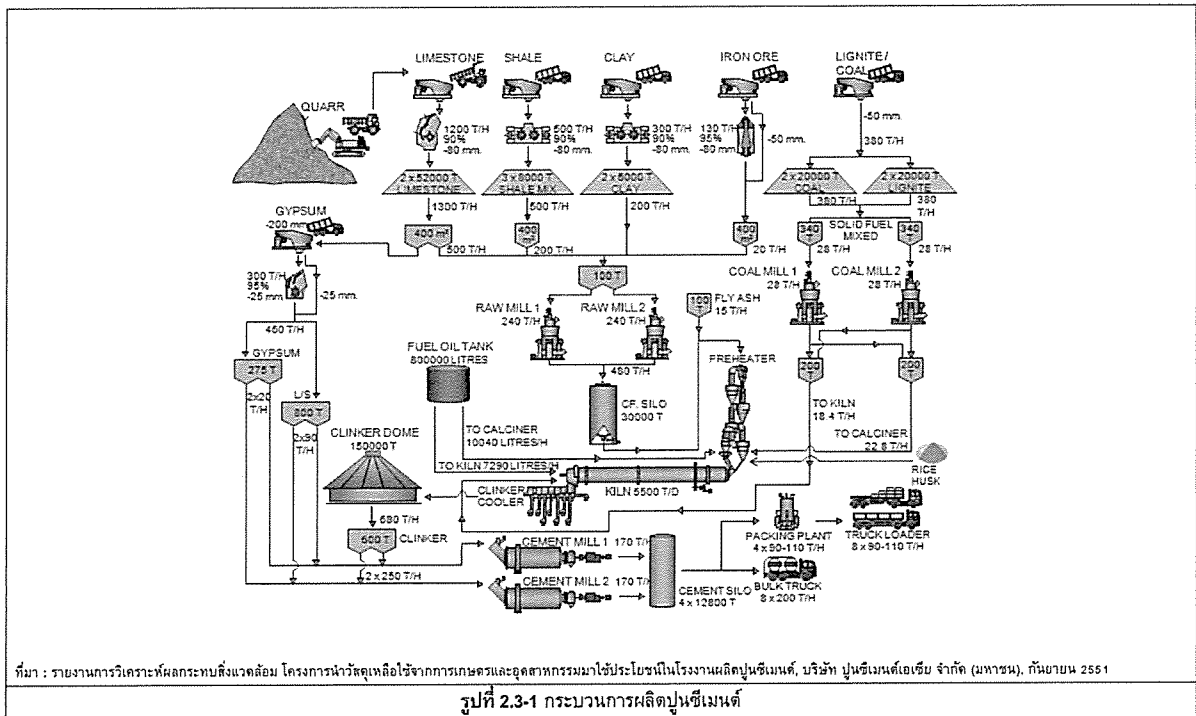 LIMESTONE
SHALE
CLAY
IRON ORE
LIGNITE/
COAL
QUARR
1200 T/H
90%
-80 mm.
500 T/H
90%
-80 mm.
300 T/H
90%
-80 mm.
130 T/H
95%
-80 mm.
-50 mm.
-50 mm.
380 T/H
2 x 52000 T
LIMESTONE
3 x 8000 T
SHALE MIX
2 x 5000 T
CLAY
2 x 20000 T
COAL
2 x 20000 T
LIGNITE
1300 T/H
500 T/H
200 T/H
380 T/H
380
T/H
GYPSUM
-200 mm.
400 m³
400
m³
400
m³
SOLID FUEL
MIXED
340
T
340
T
500 T/H
200 T/H
20 T/H
28 T/H
28 T/H
300 T/H
95%
-25 mm.
-25 mm.
100 T
COAL MILL 1
28 T/H
COAL MILL 2
28 T/H
RAW MILL 1
240 T/H
RAW MILL 2
240 T/H
100
T
FLY ASH
15 T/H
450 T/H
GYPSUM
275 T
FUEL OIL TANK
800000 LITRES
480 T/H
PREHEATER
200
T
200
T
2x20
T/H
L/S
800 T
2x90
T/H
CF. SILO
30000 T
TO KILN
18.4 T/H
CLINKER DOME
150000 T
TO CALCINER
10040 LITRES/H
TO CALCINER
22.8 T/H
TO KILN 7290 LITRES/H
RICE
HUSK
CLINKER
COOLER
KILN 5500 T/D
680 T/H
600 T
CLINKER
PACKING PLANT
4 x 90-110 T/H
TRUCK LOADER
8 x 90-110 T/H
CEMENT MILL 1
170 T/H
2 x 250 T/H
CEMENT MILL 2
170 T/H
CEMENT SILO
4 x 12800 T
BULK TRUCK
8 x 200 T/H
ที่มา : รายงานการวิเคราะห์ผลกระทบสิ่งแวดล้อม โครงการนำวัสดุเหลือใช้จากการเกษตรและอุตสาหกรรมมาใช้ประโยชน์ในโรงงานผลิตปูนซีเมนต์, บริษัท ปูนซีเมนต์เอเซีย จำกัด (มหาชน), กันยายน 2551
รูปที่ 2.3-1 กระบวนการผลิตปูนซีเมนต์